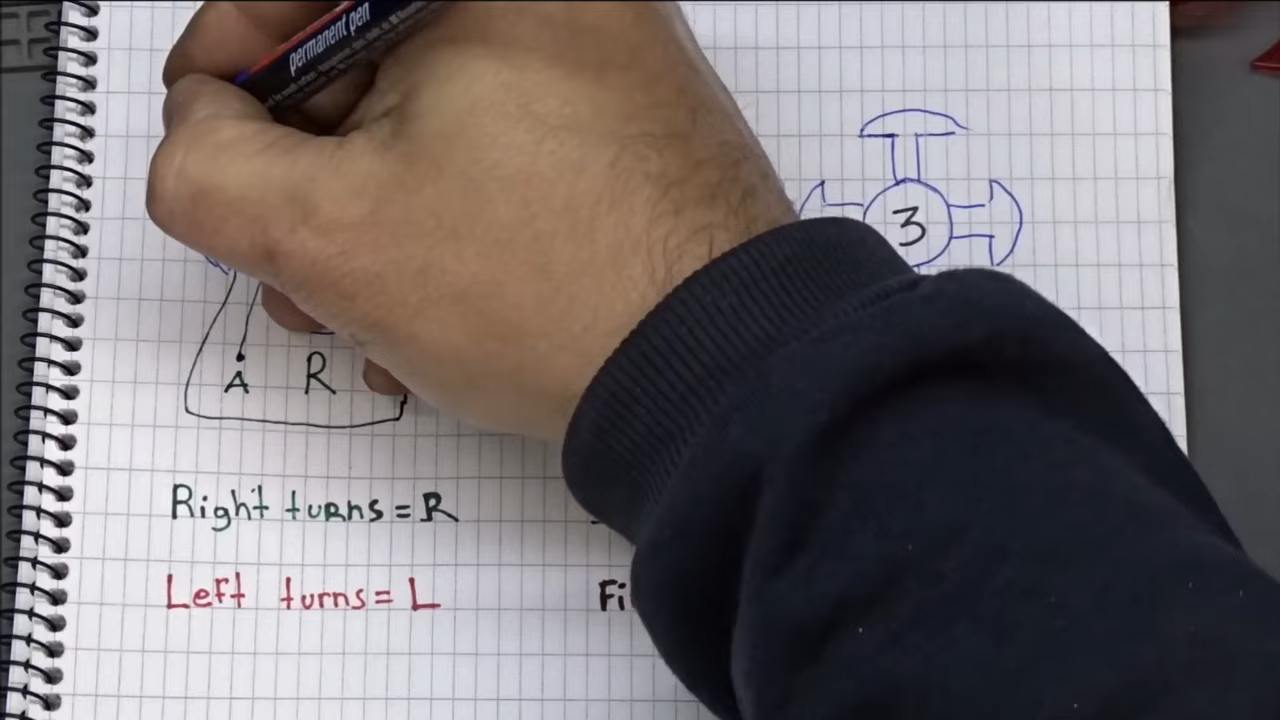 permanent pen
3
A R
Right turns = R
Left turns = L
Fi